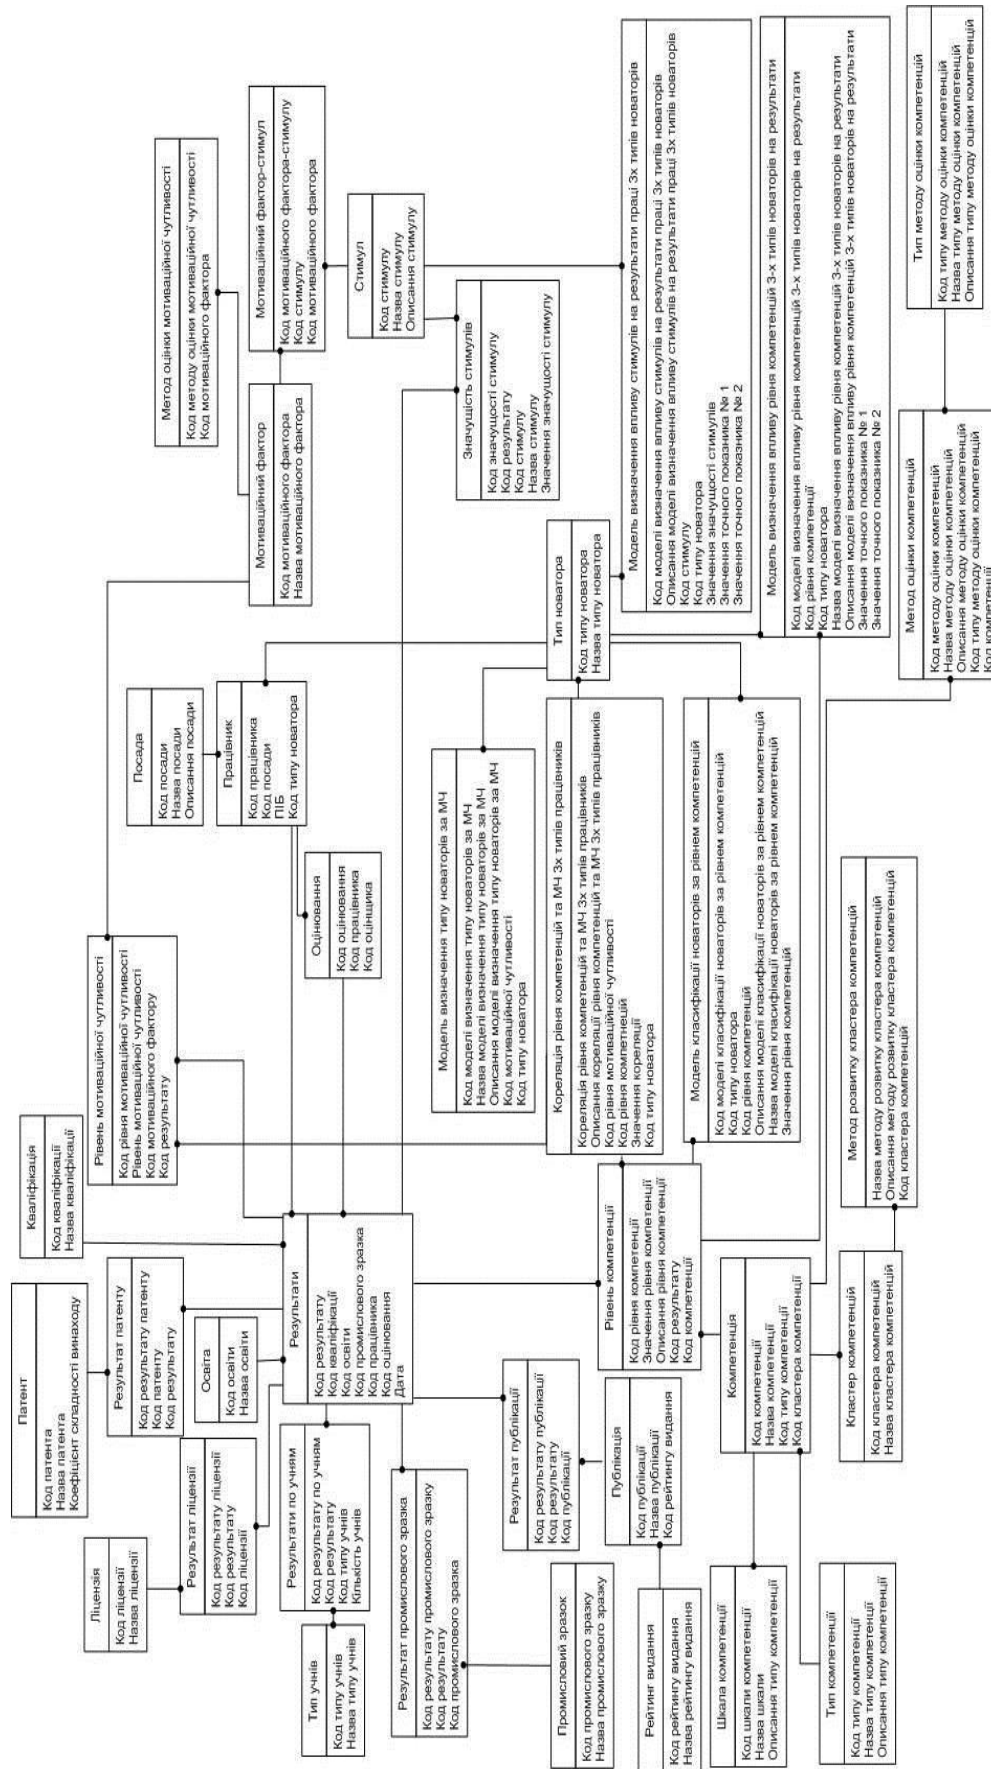 Патент
Код патента
Назва патента
Коефіцієнт складності винаходу
Ліцензія
Код ліцензії
Назва ліцензії
Кваліфікація
Код кваліфікації
Назва кваліфікації
Результат патенту
Код результату патенту
Код патенту
Код результату
Результат ліцензії
Код результату ліцензії
Код результату
Код ліцензії
Освіта
Код освіти
Назва освіти
Рівень мотиваційної чутливості
Код рівня мотиваційної чутливості
Рівень мотиваційної чутливості
Код мотиваційного фактору
Код результату
Посада
Код посади
Назва посади
Описання посади
Працівник
Код працівника
Код посади
ПІБ
Код типу новатора
Оцінювання
Код оцінювання
Код працівника
Код оцінщика
Метод оцінки мотиваційної чутливості
Код методу оцінки мотиваційної чутливості
Код мотиваційного фактора
Мотиваційний фактор
Код мотиваційного фактора
Назва мотиваційного фактора
Мотиваційний фактор-стимул
Код мотиваційного фактора-стимулу
Код стимулу
Код мотиваційного фактора
Стимул
Код стимулу
Назва стимулу
Описання стимулу
Значущість стимулів
Код значущості стимулу
Код результату
Код стимулу
Назва стимулу
Значення значущості стимулу
Результати
Код результату
Код кваліфікації
Код освіти
Код промислового зразка
Код працівника
Код оцінювання
Дата
Результати по учням
Код результату по учням
Код результату
Код типу учнів
Кількість учнів
Тип учнів
Код типу учнів
Назва типу учнів
Результат промислового зразка
Код результату промислового зразку
Код результату
Код промислового зразка
Промисловий зразок
Код промислового зразку
Назва промислового зразку
Результат публікації
Код результату публікації
Код результату
Код публікації
Публікація
Код публікації
Назва публікації
Код рейтингу видання
Рейтинг видання
Код рейтингу видання
Назва рейтингу видання
Модель визначення типу новаторів за МЧ
Код моделі визначення типу новаторів за МЧ
Назва моделі визначення типу новаторів за МЧ
Описання моделі визначення типу новаторів за МЧ
Код мотиваційної чутливості
Код типу новатора
Тип новатора
Код типу новатора
Назва типу новатора
Кореляція рівня компетенцій та МЧ 3х типів працівників
Кореляція рівня компетенцій та МЧ 3х типів працівників
Описання кореляції рівня компетенцій та МЧ 3х типів працівників
Код рівня мотиваційної чутливості
Код рівня компетнецій
Значення кореляції
Код типу новатора
Модель визначення впливу стимулів на результати праці 3х типів новаторів
Код моделі визначення впливу стимулів на результати праці 3х типів новаторів
Описання моделі визначення впливу стимулів на результати праці 3х типів новаторів
Код стимулу
Код типу новатора
Значення значущості стимулів
Значення точного показника № 1
Значення точного показника № 2
Рівень компетенції
Код рівня компетенції
Значення рівня компетенції
Описання рівня компетенції
Код результату
Код компетенції
Модель класифікації новаторів за рівнем компетенцій
Код моделі класифікації новаторів за рівнем компетенцій
Код типу новатора
Код рівня компетенцій
Описання моделі класифікації новаторів за рівнем компетенцій
Назва моделі класифікації новаторів за рівнем компетенцій
Значення рівня компетенцій
Модель визначення впливу рівня компетенцій 3-х типів новаторів на результати
Код моделі визначення впливу рівня компетенцій 3-х типів новаторів на результати
Код рівня компетенції
Код типу новатора
Назва моделі визначення впливу рівня компетенцій 3-х типів новаторів на результати
Описання моделі визначення впливу рівня компетенцій 3-х типів новаторів на результати
Значення точного показника № 1
Значення точного показника № 2
Шкала компетенції
Код шкали компетенції
Назва шкали
Описання типу компетенції
Компетенція
Код компетенції
Назва компетенції
Код типу компетенції
Код кластера компетенції
Тип компетенції
Код типу компетенції
Назва типу компетенції
Описання типу компетенції
Кластер компетенцій
Код кластера компетенцій
Назва кластера компетенцій
Метод розвитку кластера компетенцій
Назва методу розвитку кластера компетенцій
Описання методу розвитку кластера компетенцій
Код кластера компетенцій
Метод оцінки компетенцій
Код методу оцінки компетенцій
Назва методу оцінки компетенцій
Описання методу оцінки компетенцій
Код типу методу оцінки компетенцій
Код компетенції
Тип методу оцінки компетенцій
Код типу методу оцінки компетенцій
Назва типу методу оцінки компетенцій
Описання типу методу оцінки компетенцій